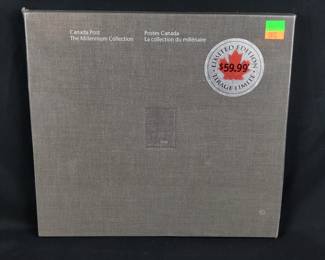 Canada Post
The Millennium Collection
Postes Canada
La collection du millénaire
LIMITED EDITION
$59.99
TIRAGE LIMITÉ